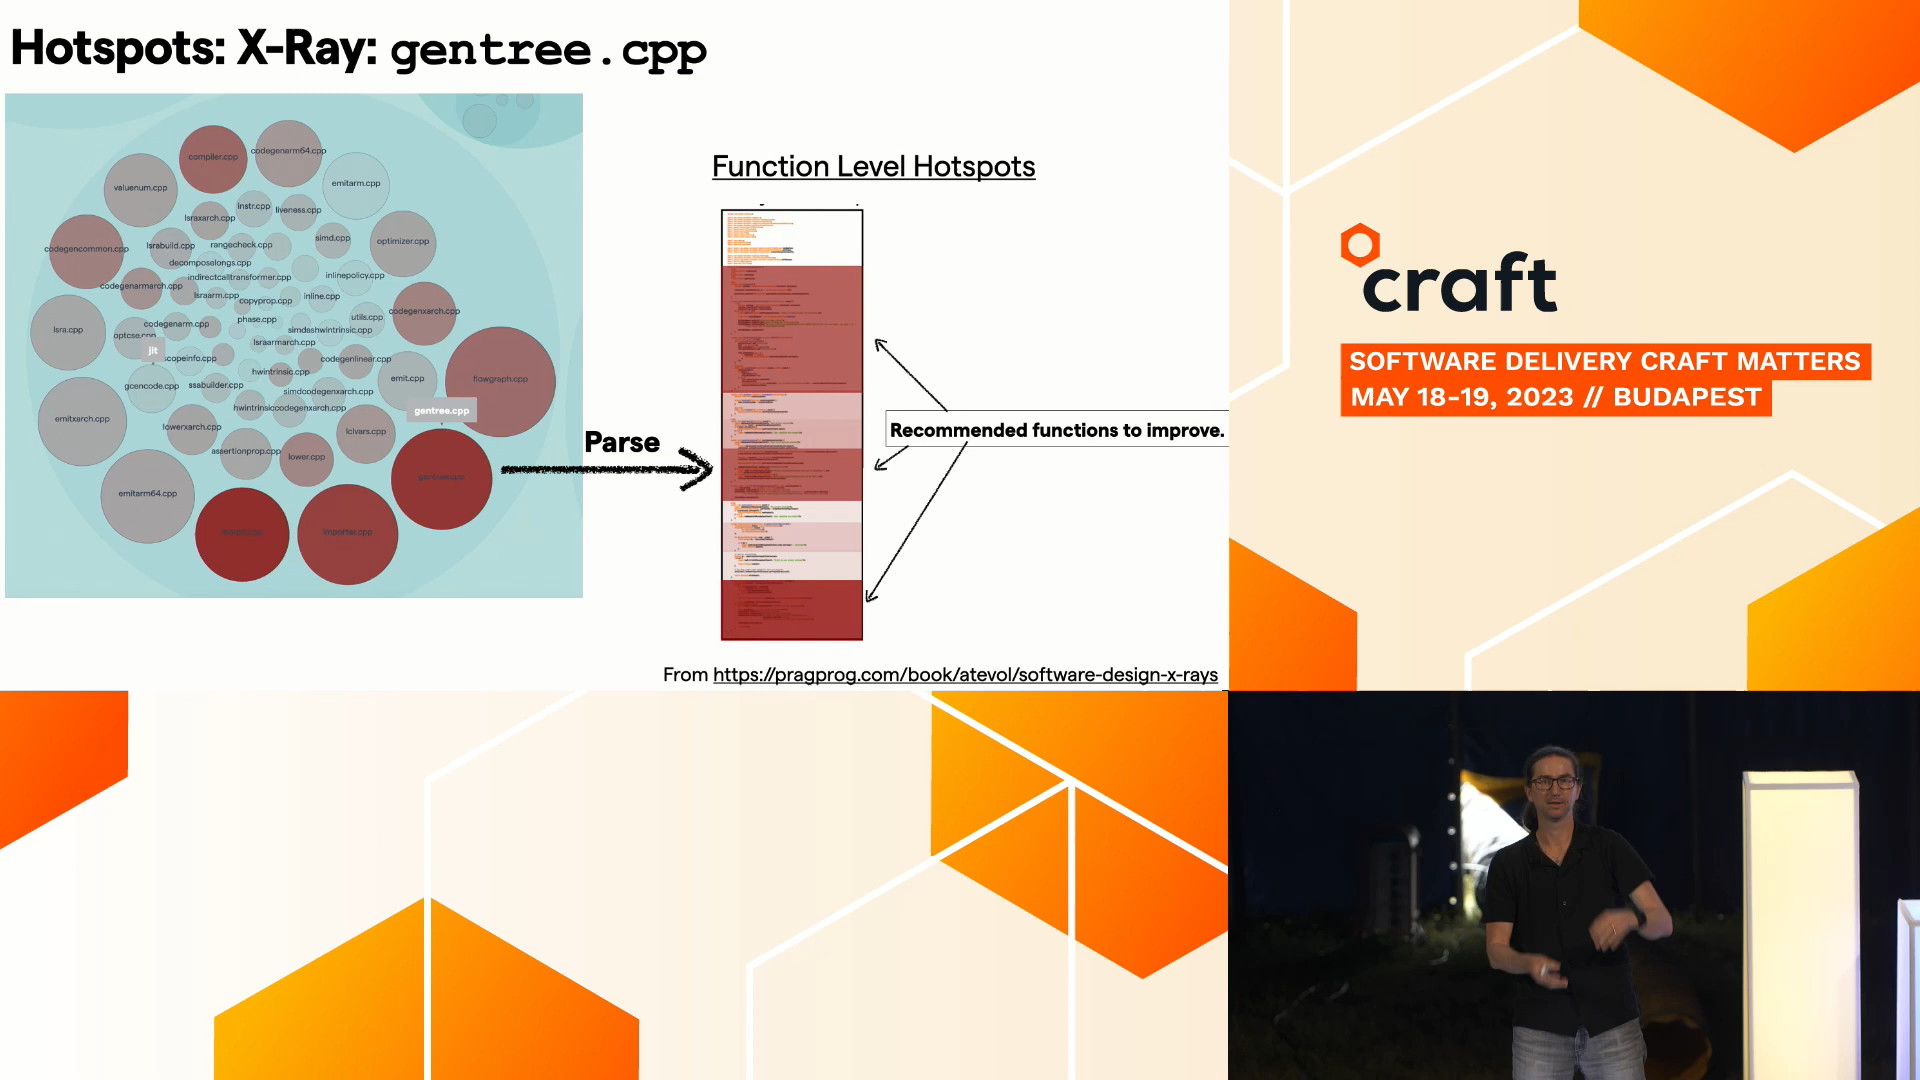 Hotspots: X-Ray: gentree.cpp
compiler.cpp
codegenarm64.cpp
valuenum.cpp
emitarm.cpp
instr.cpp
liveness.cpp
lsraxarch.cpp
simd.cpp
optimizer.cpp
codegencommon.cpp
lsrabuild.cpp
rangecheck.cpp
decomposelongs.cpp
indirectcalltransformer.cpp
inlinepolicy.cpp
codegenarmarch.cpp
lsraarm.cpp
copyprop.cpp
inline.cpp
codegenxarch.cpp
lsra.cpp
codegenarm.cpp
phase.cpp
utils.cpp
optcse.cpp
simdashwintrinsic.cpp
jit
lsraarmarch.cpp
scopeinfo.cpp
codegenlinear.cpp
gcencode.cpp
ssabuilder.cpp
hwintrinsic.cpp
emit.cpp
flowgraph.cpp
simdcodegenxarch.cpp
hwintrinsiccodegenxarch.cpp
gentree.cpp
emitxarch.cpp
lowerxarch.cpp
lclvars.cpp
assertionprop.cpp
lower.cpp
gentree.cpp
emitarm64.cpp
importer.cpp
Parse
Function Level Hotspots
Recommended functions to improve.
From https://pragprog.com/book/atevol/software-design-x-rays
craft
SOFTWARE DELIVERY CRAFT MATTERS
MAY 18-19, 2023 // BUDAPEST